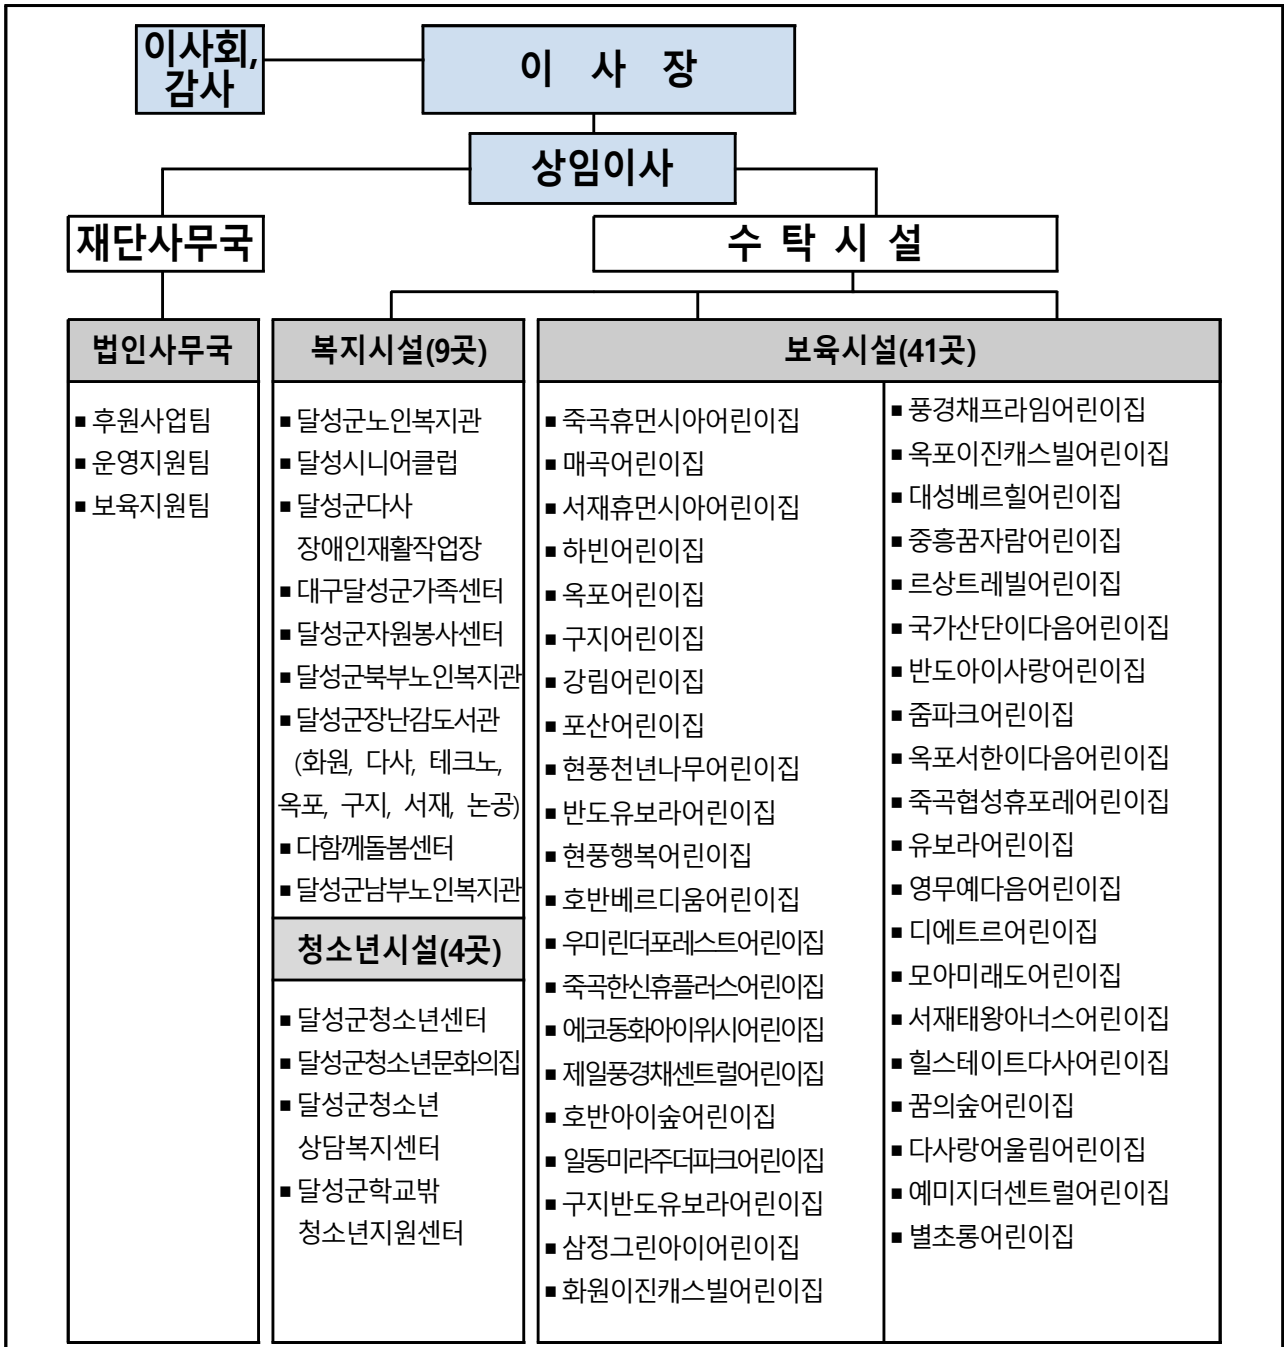 이사회,
감사
이 사 장
상임이사
재단사무국
수 탁 시 설
법인사무국
■ 후원사업팀
■ 운영지원팀
■ 보육지원팀
복지시설(9곳)
■ 달성군노인복지관
■ 달성시니어클럽
■ 달성군다사
장애인재활작업장
■ 대구달성군가족센터
■ 달성군자원봉사센터
■ 달성군북부노인복지관
■ 달성군장난감도서관
(화원, 다사, 테크노,
옥포, 구지, 서재, 논공)
■ 다함께돌봄센터
■ 달성군남부노인복지관
청소년시설(4곳)
■ 달성군청소년센터
■ 달성군청소년문화의집
■ 달성군청소년
상담복지센터
■ 달성군학교밖
청소년지원센터
보육시설(41곳)
■ 죽곡휴먼시아어린이집
■ 매곡어린이집
■ 서재휴먼시아어린이집
■ 하빈어린이집
■ 옥포어린이집
■ 구지어린이집
■ 강림어린이집
■ 포산어린이집
■ 현풍천년나무어린이집
■ 반도유보라어린이집
■ 현풍행복어린이집
■ 호반베르디움어린이집
■ 우미린더포레스트어린이집
■ 죽곡한신휴플러스어린이집
■ 에코동화아이위시어린이집
■ 제일풍경채센트럴어린이집
■ 호반아이숲어린이집
■ 일동미라주더파크어린이집
■ 구지반도유보라어린이집
■ 삼정그린아이어린이집
■ 화원이진캐스빌어린이집
■ 풍경채프라임어린이집
■ 옥포이진캐스빌어린이집
■ 대성베르힐어린이집
■ 중흥꿈자람어린이집
■ 르상트레빌어린이집
■ 국가산단이다음어린이집
■ 반도아이사랑어린이집
■ 줌파크어린이집
■ 옥포서한이다음어린이집
■ 죽곡협성휴포레어린이집
■ 유보라어린이집
■ 영무예다음어린이집
■ 디에트르어린이집
■ 모아미래도어린이집
■ 서재태왕아너스어린이집
■ 힐스테이트다사어린이집
■ 꿈의숲어린이집
■ 다사랑어울림어린이집
■ 예미지더센트럴어린이집
■ 별초롱어린이집